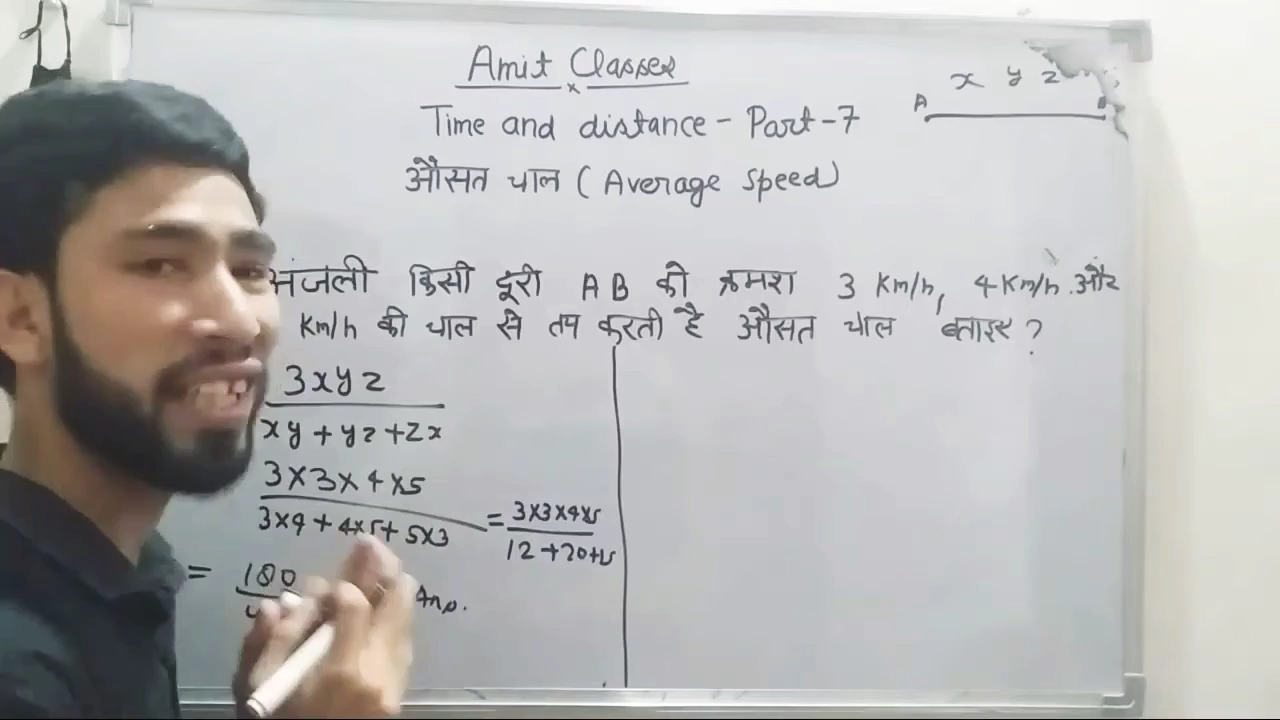 Amit Classes
x
Time and distance - Part-7
औसत चाल (Average speed)
x y z
A
अंजली किसी दूरी AB को क्रमश 3 Km/h, 4 Km/h और
Km/h की चाल से तय करती है औसत चाल बताइए ?
3xyz
xy + yz + zx
3×3×4×5
3×4 + 4×5 + 5×3
= 3×3×4×5
12 + 20 + 15
= 180
Ans.